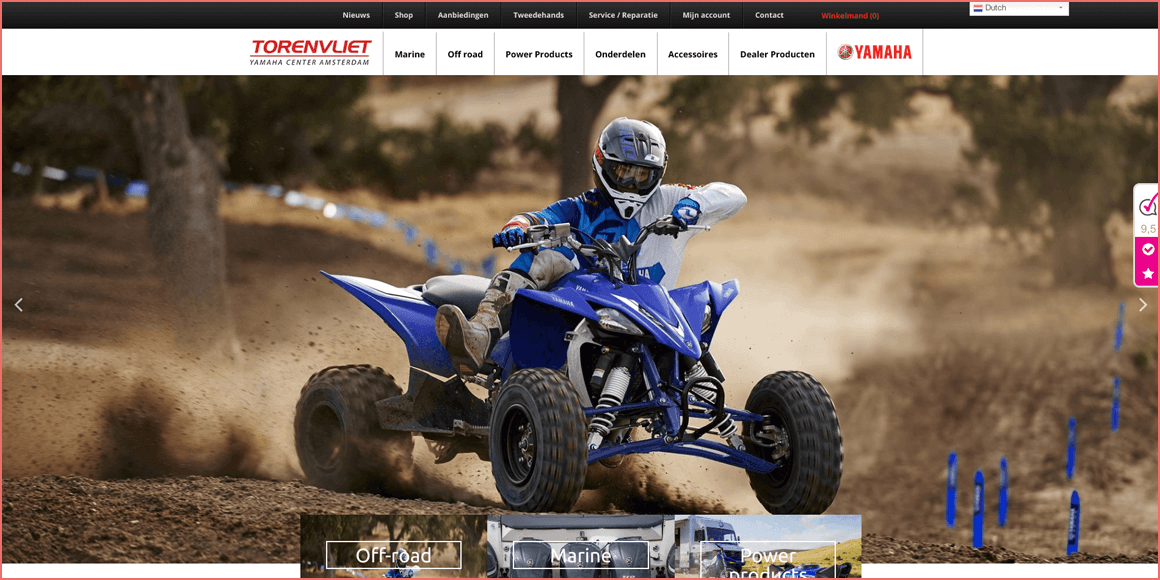 Nieuws Shop Aanbiedingen Tweedehands Service / Reparatie Mijn account Contact Winkelmand (0) Dutch
TORENVLIET
YAMAHA CENTER AMSTERDAM
Marine Off road Power Products Onderdelen Accessoires Dealer Producten YAMAHA
9,5
YAMAHA
Off-road Marine Power
products